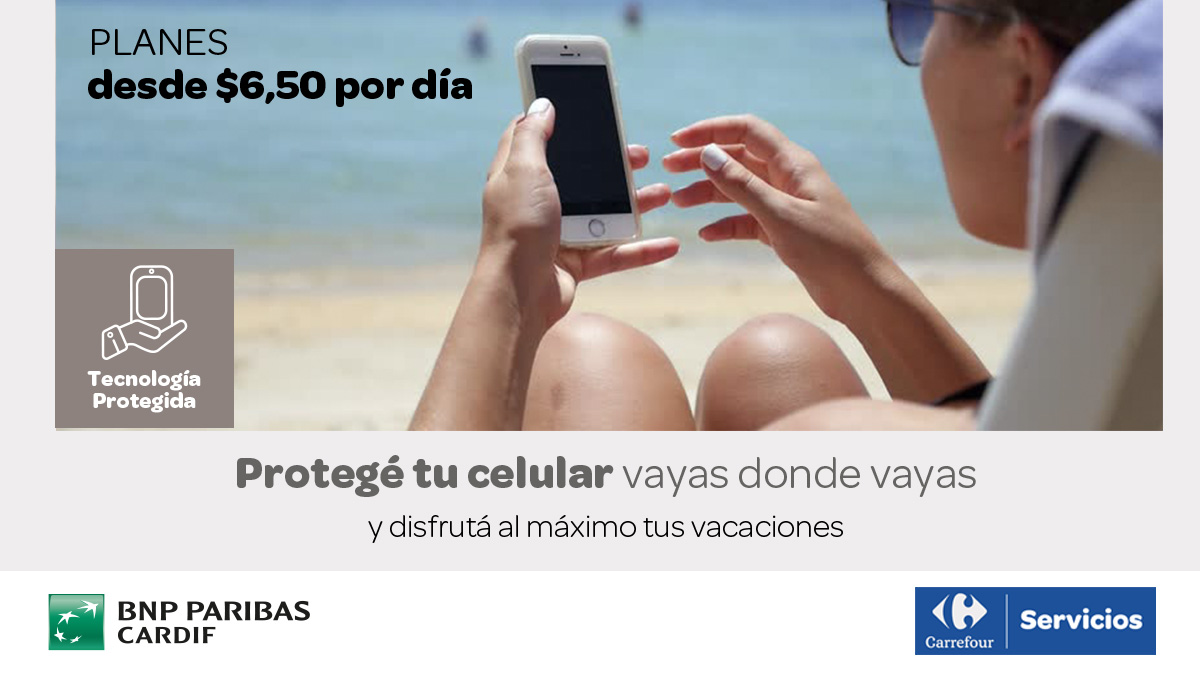 PLANES
desde $6,50 por día
Tecnología
Protegida
Protegé tu celular vayas donde vayas
y disfrutá al máximo tus vacaciones
BNP PARIBAS
CARDIF
Carrefour
Servicios